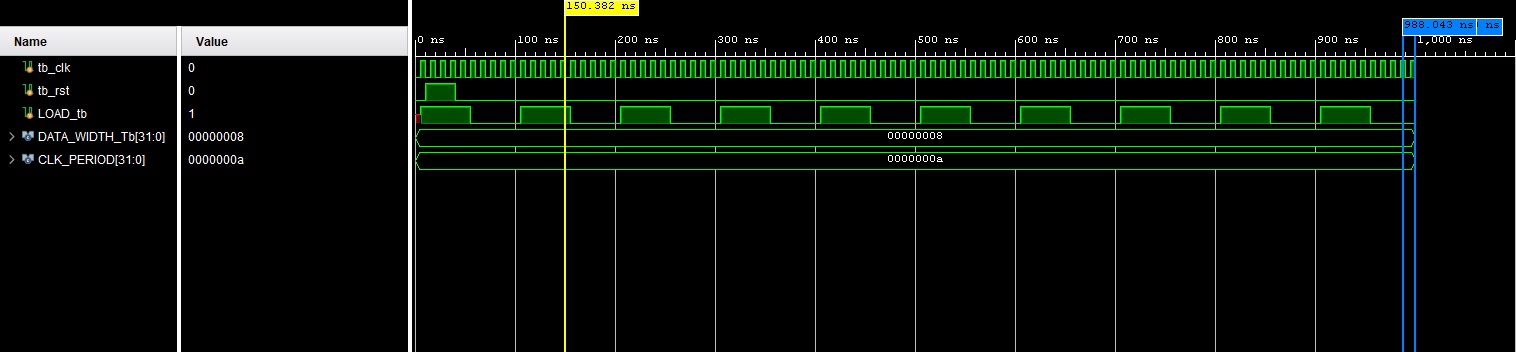 150.382 ns
988.043 ns ns
Name Value
0 ns 100 ns 200 ns 300 ns 400 ns 500 ns 600 ns 700 ns 800 ns 900 ns 1,000 ns
tb_clk 0
tb_rst 0
LOAD_tb 1
DATA_WIDTH_Tb[31:0] 00000008 00000008
CLK_PERIOD[31:0] 0000000a 0000000a